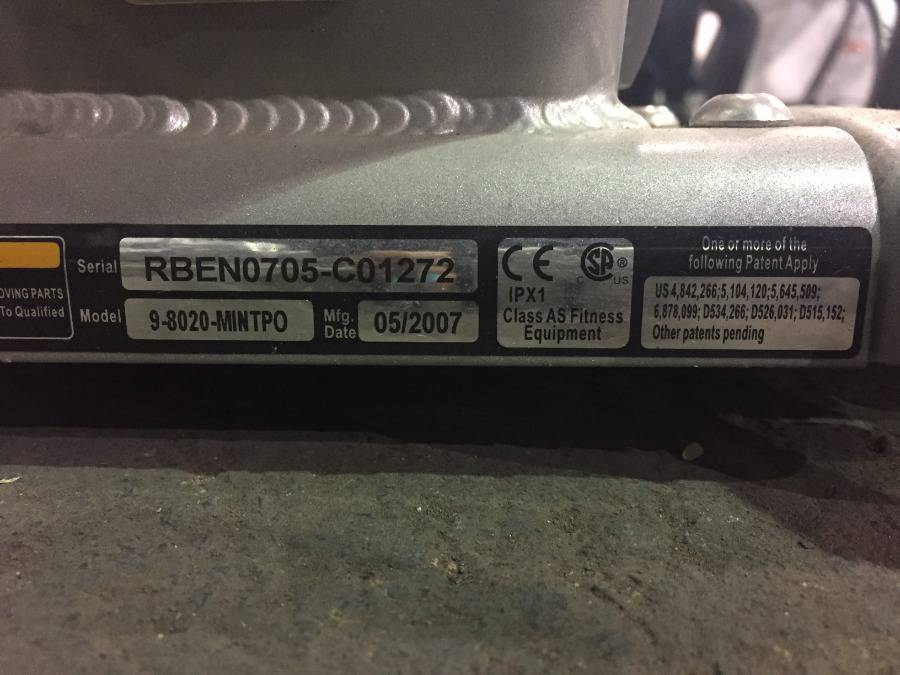 OVING PARTS
To Qualified
Serial RBEN0705-C01272
Model 9-8020-MINTPO Mfg. Date 05/2007
CE SP® C US
IPX1
Class AS Fitness
Equipment
One or more of the
following Patent Apply
US 4,842,266;5,104,120;5,645,509;
6,878,099; D534,266; D526,031; D515,152;
Other patents pending